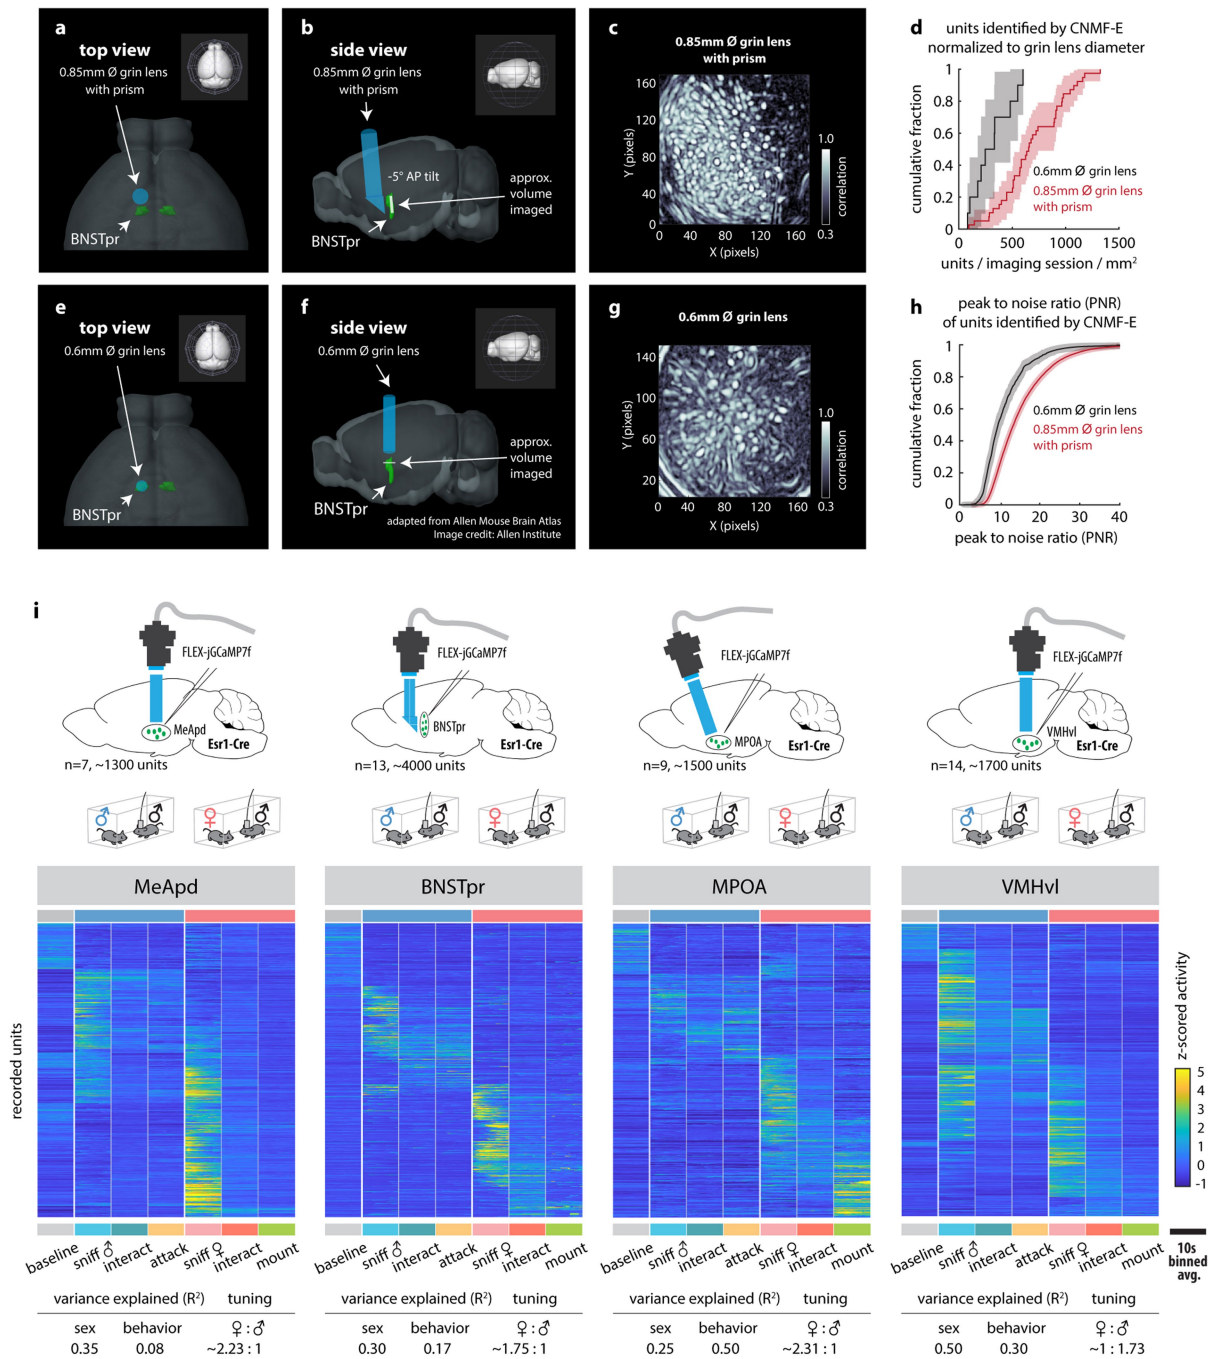 a
top view
0.85mm Ø grin lens
with prism
BNSTpr
b
side view
0.85mm Ø grin lens
with prism
-5° AP tilt
approx.
volume
imaged
BNSTpr
c
0.85mm Ø grin lens
with prism
160
120
80
40
0
Y (pixels)
0 40 80 120 160
X (pixels)
1.0
correlation
0.3
d
units identified by CNMF-E
normalized to grin lens diameter
1
0.8
0.6
0.4
0.2
0
cumulative fraction
0.6mm Ø grin lens
0.85mm Ø grin lens
with prism
0 500 1000 1500
units / imaging session / mm²
e
top view
0.6mm Ø grin lens
BNSTpr
f
side view
0.6mm Ø grin lens
approx.
volume
imaged
BNSTpr
adapted from Allen Mouse Brain Atlas
Image credit: Allen Institute
g
0.6mm Ø grin lens
140
100
60
20
Y (pixels)
0 40 80 120 160
X (pixels)
1.0
correlation
0.3
h
peak to noise ratio (PNR)
of units identified by CNMF-E
1
0.8
0.6
0.4
0.2
0
cumulative fraction
0.6mm Ø grin lens
0.85mm Ø grin lens
with prism
0 10 20 30 40
peak to noise ratio (PNR)
i
FLEX-jGCaMP7f
MeApd
Esr1-Cre
n=7, ~1300 units
FLEX-jGCaMP7f
BNSTpr
Esr1-Cre
n=13, ~4000 units
FLEX-jGCaMP7f
MPOA
Esr1-Cre
n=9, ~1500 units
FLEX-jGCaMP7f
VMHvl
Esr1-Cre
n=14, ~1700 units
♂ ♂ ♀ ♂
♂ ♂ ♀ ♂
♂ ♂ ♀ ♂
♂ ♂ ♀ ♂
MeApd
BNSTpr
MPOA
VMHvl
recorded units
z-scored activity
5
4
3
2
1
0
-1
10s
binned
avg.
baseline sniff ♂ interact attack sniff ♀ interact mount
baseline sniff ♂ interact attack sniff ♀ interact mount
baseline sniff ♂ interact attack sniff ♀ interact mount
baseline sniff ♂ interact attack sniff ♀ interact mount
variance explained (R²) tuning
sex behavior ♀ : ♂
0.35 0.08 ~2.23 : 1
variance explained (R²) tuning
sex behavior ♀ : ♂
0.30 0.17 ~1.75 : 1
variance explained (R²) tuning
sex behavior ♀ : ♂
0.25 0.50 ~2.31 : 1
variance explained (R²) tuning
sex behavior ♀ : ♂
0.50 0.30 ~1 : 1.73